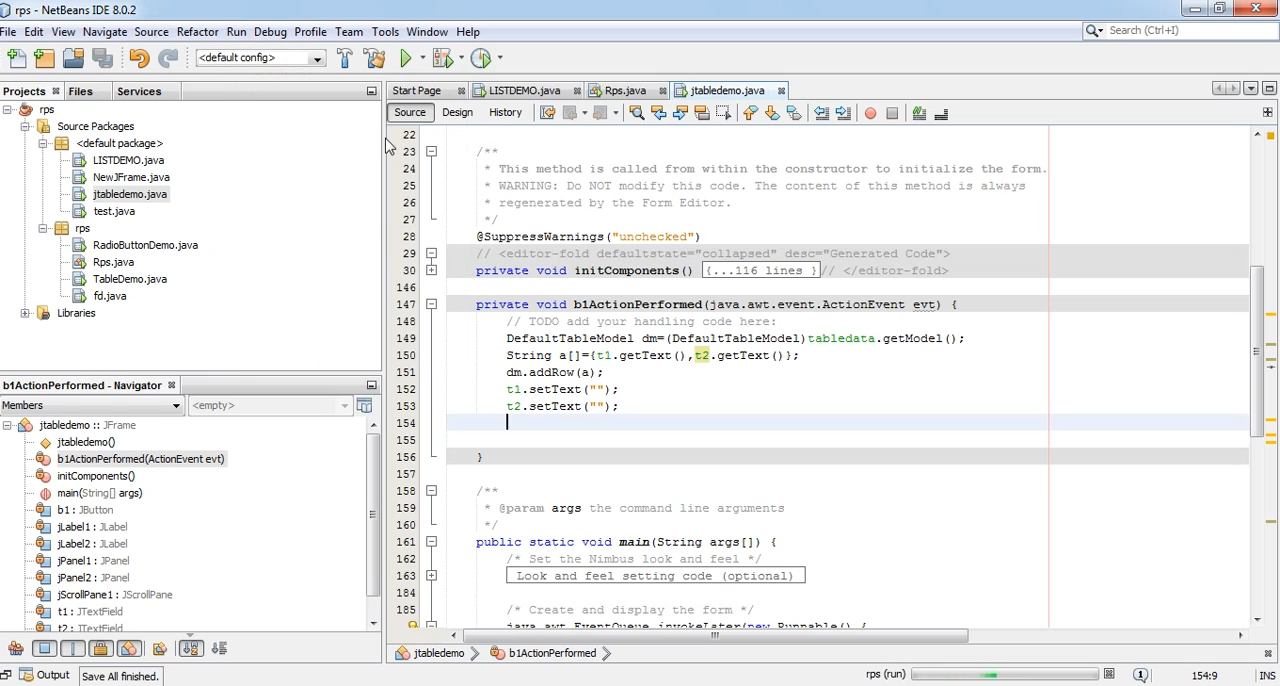 rps - NetBeans IDE 8.0.2
File Edit View Navigate Source Refactor Run Debug Profile Team Tools Window Help
Search (Ctrl+I)
<default config>
Projects Files Services
Start Page LISTDEMO.java Rps.java jtabledemo.java
Source Design History
rps
Source Packages
<default package>
LISTDEMO.java
NewJFrame.java
jtabledemo.java
test.java
rps
RadioButtonDemo.java
Rps.java
TableDemo.java
fd.java
Libraries
b1ActionPerformed - Navigator
Members <empty>
jtabledemo :: JFrame
jtabledemo()
b1ActionPerformed(ActionEvent evt)
initComponents()
main(String[] args)
b1 : JButton
jLabel1 : JLabel
jLabel2 : JLabel
jPanel1 : JPanel
jPanel2 : JPanel
jScrollPane1 : JScrollPane
t1 : JTextField
t2 : JTextField
22
23 /**
24 * This method is called from within the constructor to initialize the form.
25 * WARNING: Do NOT modify this code. The content of this method is always
26 * regenerated by the Form Editor.
27 */
28 @SuppressWarnings("unchecked")
29 // <editor-fold defaultstate="collapsed" desc="Generated Code">
30 private void initComponents() {...116 lines } // </editor-fold>
146
147 private void b1ActionPerformed(java.awt.event.ActionEvent evt) {
148 // TODO add your handling code here:
149 DefaultTableModel dm=(DefaultTableModel)tabledata.getModel();
150 String a[]={t1.getText(),t2.getText()};
151 dm.addRow(a);
152 t1.setText("");
153 t2.setText("");
154
155
156 }
157
158 /**
159 * @param args the command line arguments
160 */
161 public static void main(String args[]) {
162 /* Set the Nimbus look and feel */
163 Look and feel setting code (optional)
184
185 /* Create and display the form */
java.awt.EventQueue.invokeLater(new Runnable() {
jtabledemo b1ActionPerformed
Output Save All finished.
rps (run) 1 154:9 INS